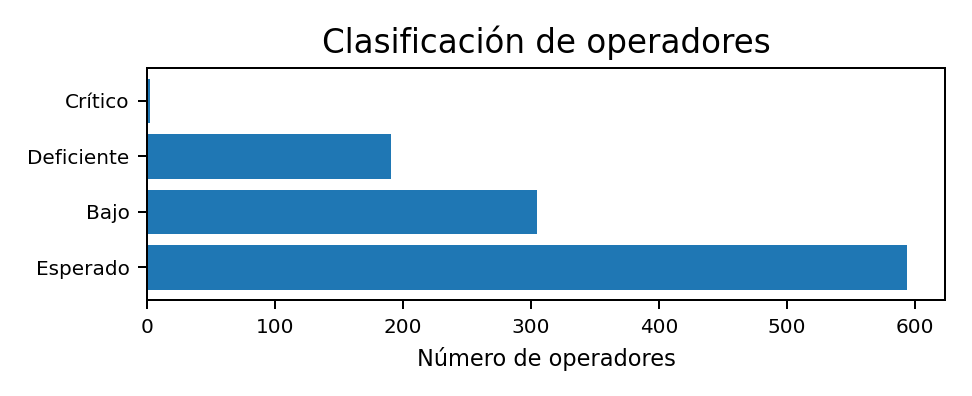 Clasificación de operadores
Crítico
Deficiente
Bajo
Esperado
0 100 200 300 400 500 600
Número de operadores